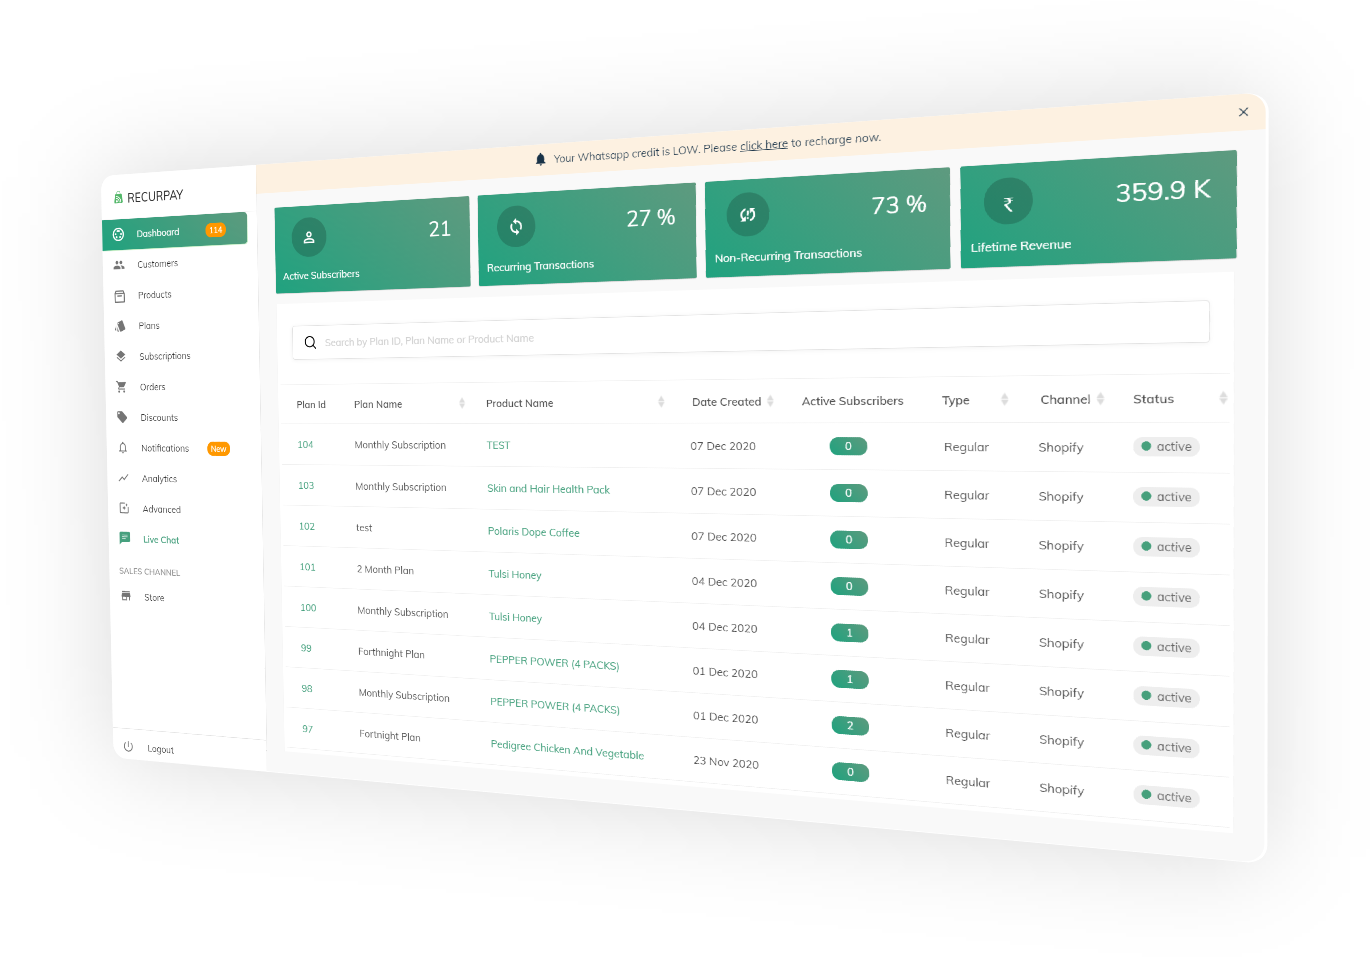 Your Whatsapp credit is LOW. Please click here to recharge now.
RECURPAY
Dashboard 114
Customers
Products
Plans
Subscriptions
Orders
Discounts
Notifications New
Analytics
Advanced
Live Chat
SALES CHANNEL
Store
Logout
21
Active Subscribers
27 %
Recurring Transactions
73 %
Non-Recurring Transactions
₹
359.9 K
Lifetime Revenue
Search by Plan ID, Plan Name or Product Name
Plan Id Plan Name Product Name Date Created Active Subscribers Type Channel Status
104 Monthly Subscription TEST 07 Dec 2020 0 Regular Shopify active
103 Monthly Subscription Skin and Hair Health Pack 07 Dec 2020 0 Regular Shopify active
102 test Polaris Dope Coffee 07 Dec 2020 0 Regular Shopify active
101 2 Month Plan Tulsi Honey 04 Dec 2020 0 Regular Shopify active
100 Monthly Subscription Tulsi Honey 04 Dec 2020 1 Regular Shopify active
99 Forthnight Plan PEPPER POWER (4 PACKS) 01 Dec 2020 1 Regular Shopify active
98 Monthly Subscription PEPPER POWER (4 PACKS) 01 Dec 2020 2 Regular Shopify active
97 Fortnight Plan Pedigree Chicken And Vegetable 23 Nov 2020 0 Regular Shopify active